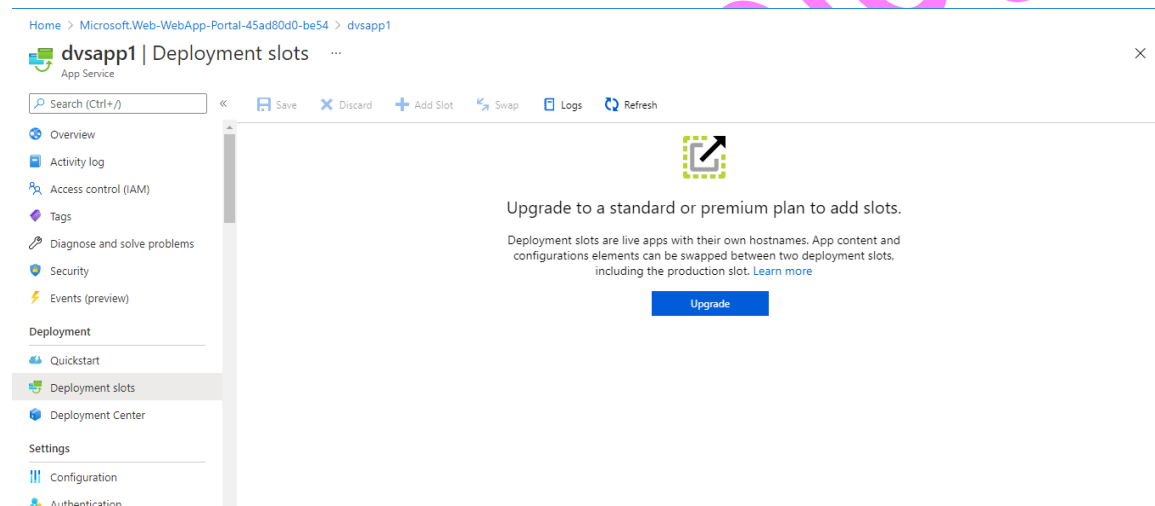 Home > Microsoft.Web-WebApp-Portal-45ad80d0-be54 > dvsapp1
dvsapp1 | Deployment slots ...
App Service
Search (Ctrl+/)
«
Save
Discard
Add Slot
Swap
Logs
Refresh
Overview
Activity log
Access control (IAM)
Tags
Diagnose and solve problems
Security
Events (preview)
Deployment
Quickstart
Deployment slots
Deployment Center
Settings
Configuration
Authentication
Upgrade to a standard or premium plan to add slots.
Deployment slots are live apps with their own hostnames. App content and
configurations elements can be swapped between two deployment slots,
including the production slot. Learn more
Upgrade